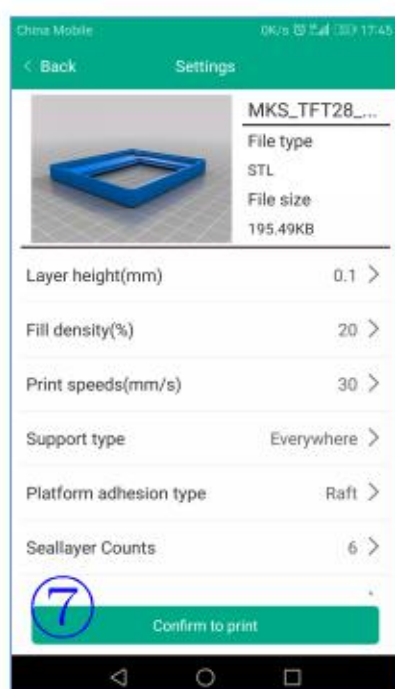 China Mobile 0K/s 17:45
< Back Settings
MKS_TFT28_...
File type
STL
File size
195.49KB
Layer height(mm) 0.1 >
Fill density(%) 20 >
Print speeds(mm/s) 30 >
Support type Everywhere >
Platform adhesion type Raft >
Seallayer Counts 6 >
7
Confirm to print